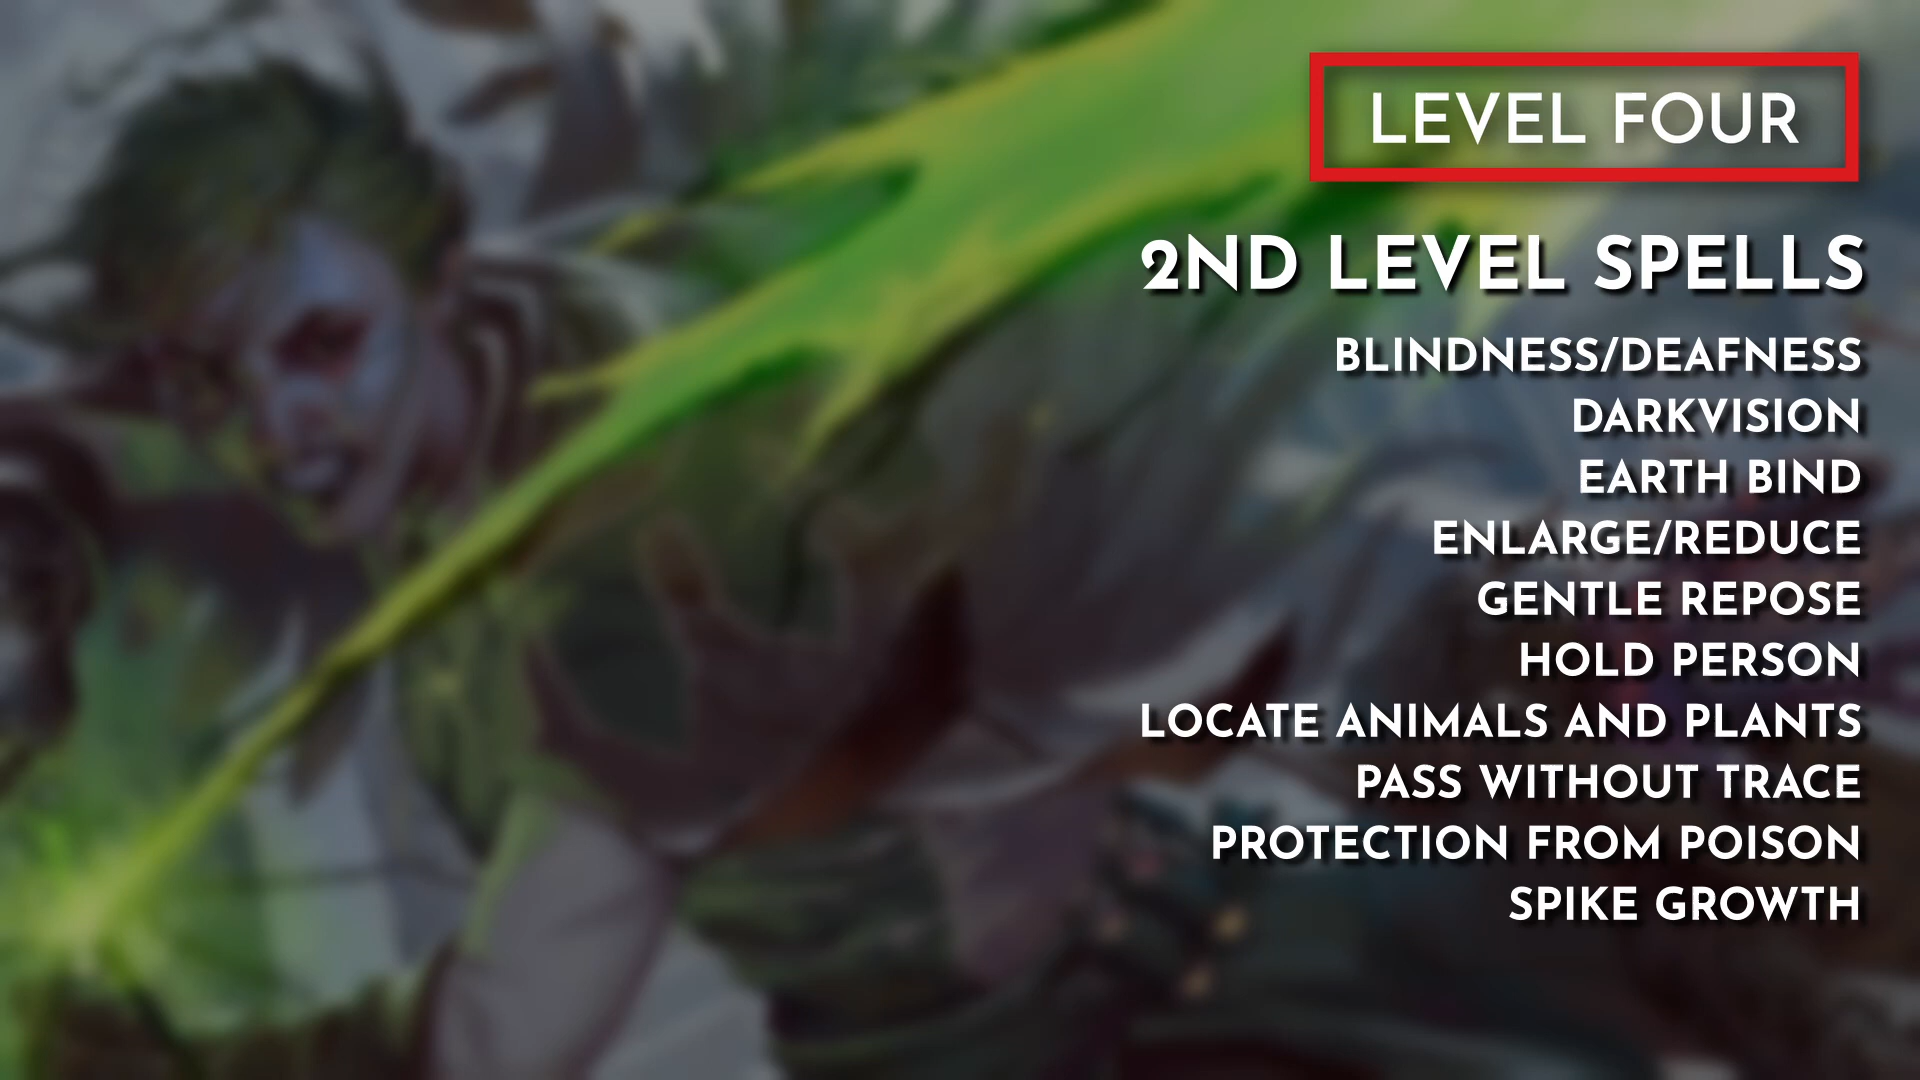 LEVEL FOUR
2ND LEVEL SPELLS
BLINDNESS/DEAFNESS
DARKVISION
EARTH BIND
ENLARGE/REDUCE
GENTLE REPOSE
HOLD PERSON
LOCATE ANIMALS AND PLANTS
PASS WITHOUT TRACE
PROTECTION FROM POISON
SPIKE GROWTH